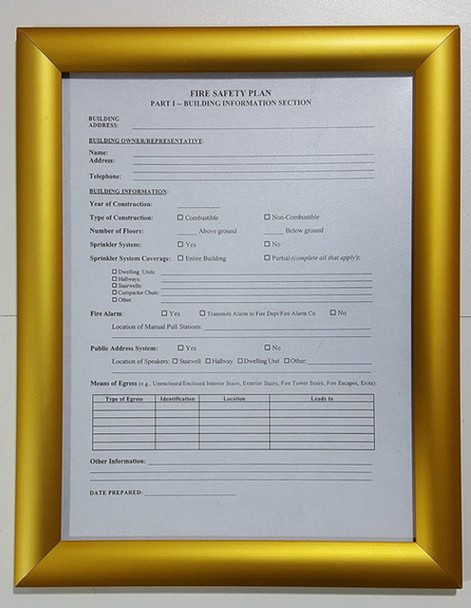 FIRE SAFETY PLAN
PART I – BUILDING INFORMATION SECTION
BUILDING
ADDRESS:
BUILDING OWNER/REPRESENTATIVE:
Name:
Address:
Telephone:
BUILDING INFORMATION:
Year of Construction:
Type of Construction: ☐ Combustible ☐ Non-Combustible
Number of Floors: Above ground Below ground
Sprinkler System: ☐ Yes ☐ No
Sprinkler System Coverage: ☐ Entire Building ☐ Partial (complete all that apply):
☐ Dwelling Units:
☐ Hallways:
☐ Stairwells:
☐ Compactor Chute:
☐ Other:
Fire Alarm: ☐ Yes ☐ Transmits Alarm to Fire Dept/Fire Alarm Co ☐ No
Location of Manual Pull Stations:
Public Address System: ☐ Yes ☐ No
Location of Speakers: ☐ Stairwell ☐ Hallway ☐ Dwelling Unit ☐ Other:
Means of Egress (e.g., Unenclosed/Enclosed Interior Stairs, Exterior Stairs, Fire Tower Stairs, Fire Escapes, Exits):
Type of Egress Identification Location Leads to
Other Information:
DATE PREPARED: